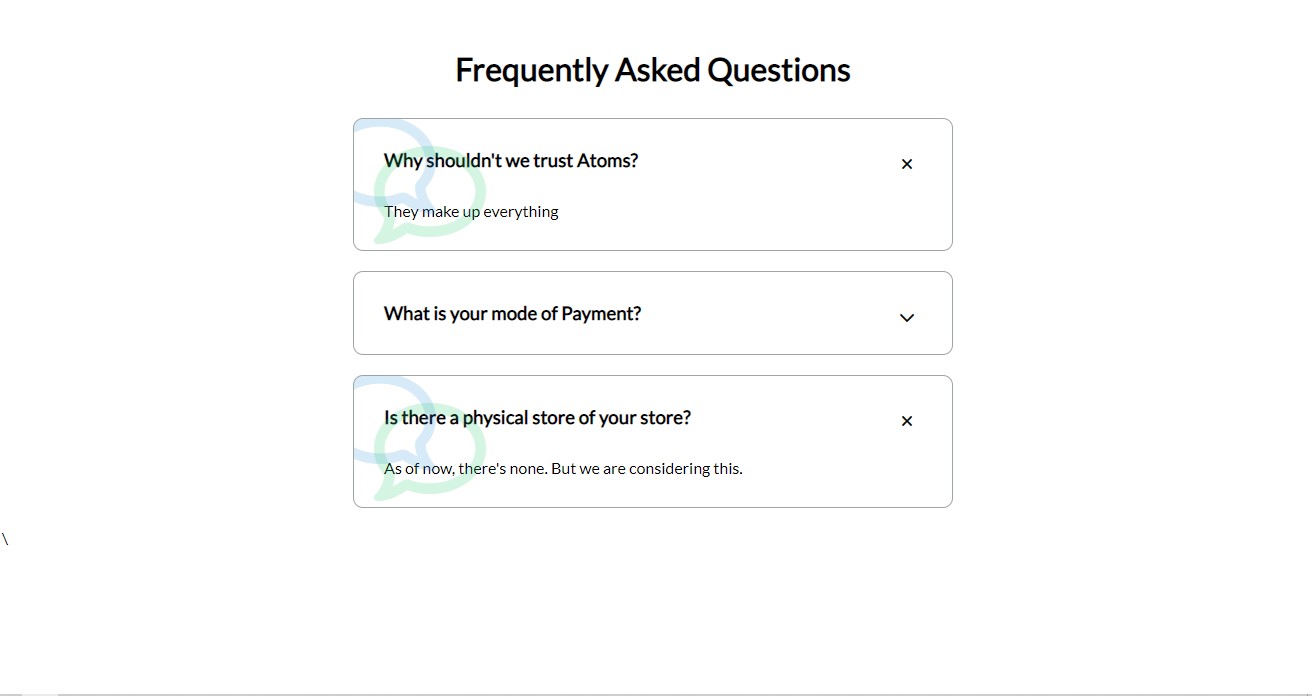 Frequently Asked Questions
Why shouldn't we trust Atoms?
They make up everything
What is your mode of Payment?
Is there a physical store of your store?
As of now, there's none. But we are considering this.
\